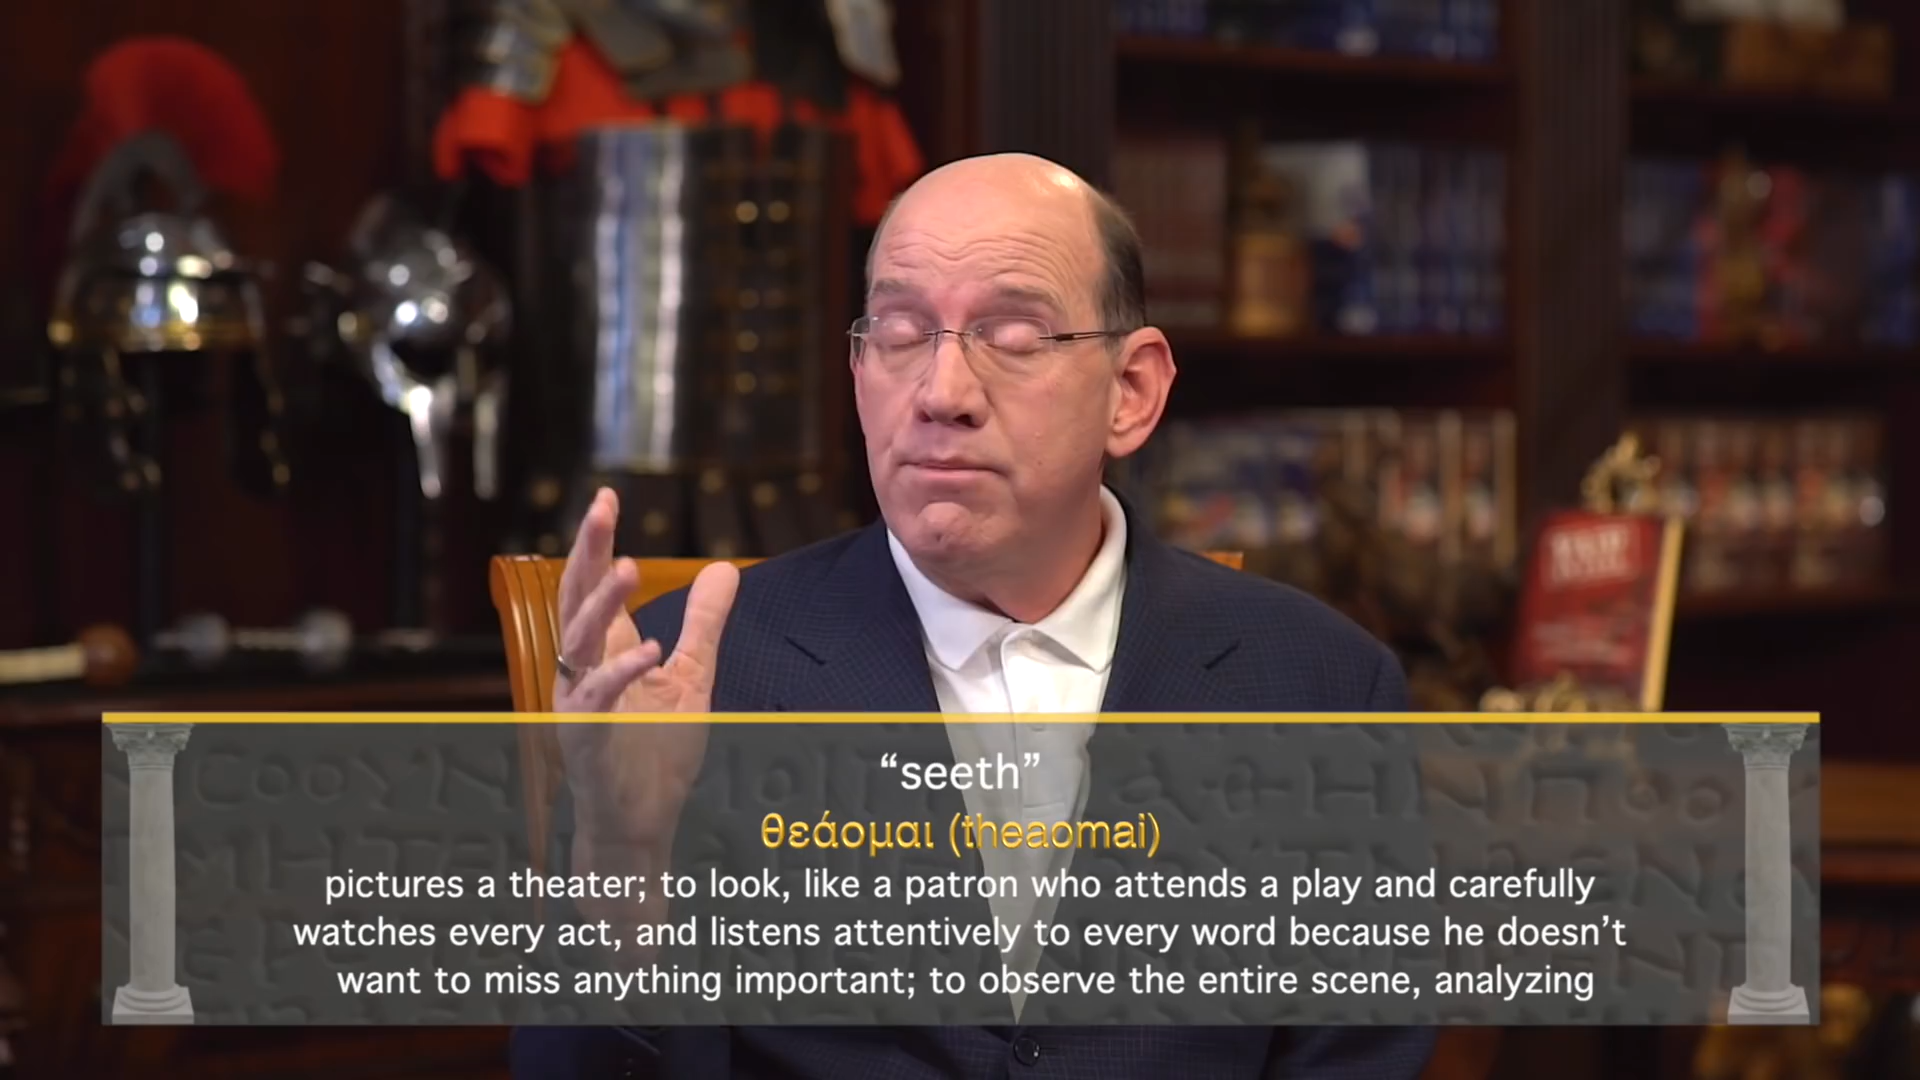 “seeth”
θεάομαι (theaomai)
pictures a theater; to look, like a patron who attends a play and carefully
watches every act, and listens attentively to every word because he doesn’t
want to miss anything important; to observe the entire scene, analyzing